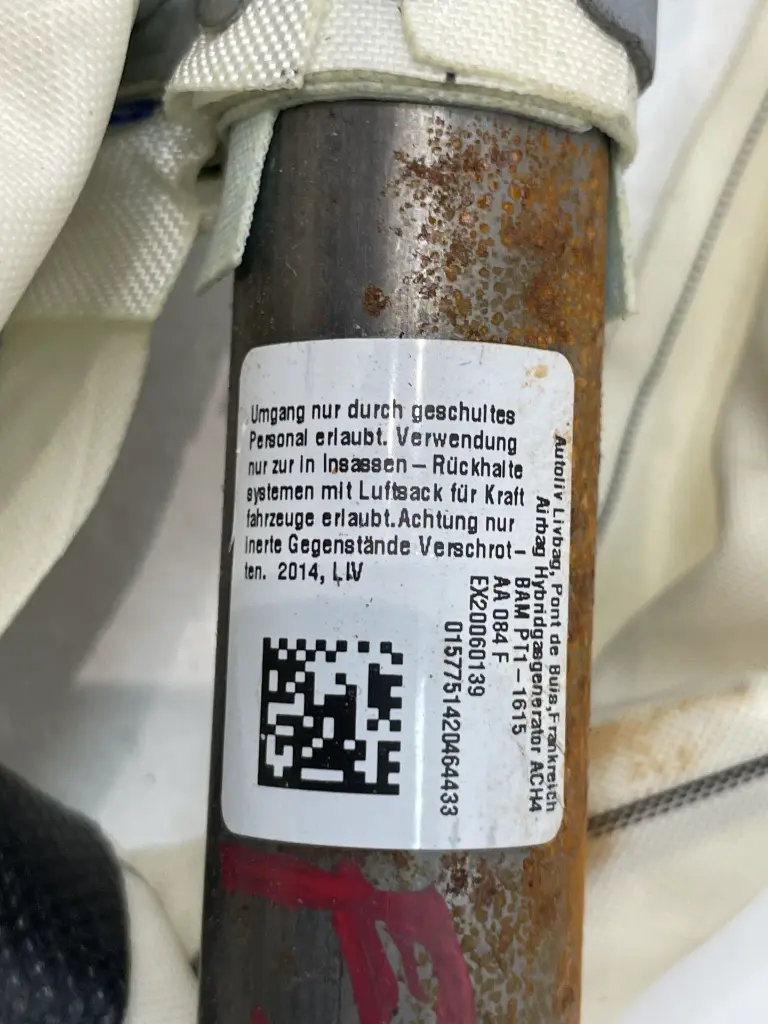 Umgang nur durch geschultes
Personal erlaubt. Verwendung
nur zur in Insassen – Rückhalte
systemen mit Luftsack für Kraft
fahrzeuge erlaubt.Achtung nur
inerte Gegenstände Verschrot–
ten. 2014, LIV
Autoliv Livbag, Pont de Buis,Frankreich
Airbag Hybridgasgenerator ACH4
BAM PT1 – 1615
AA 084 F
EX20060139
0157751420464433